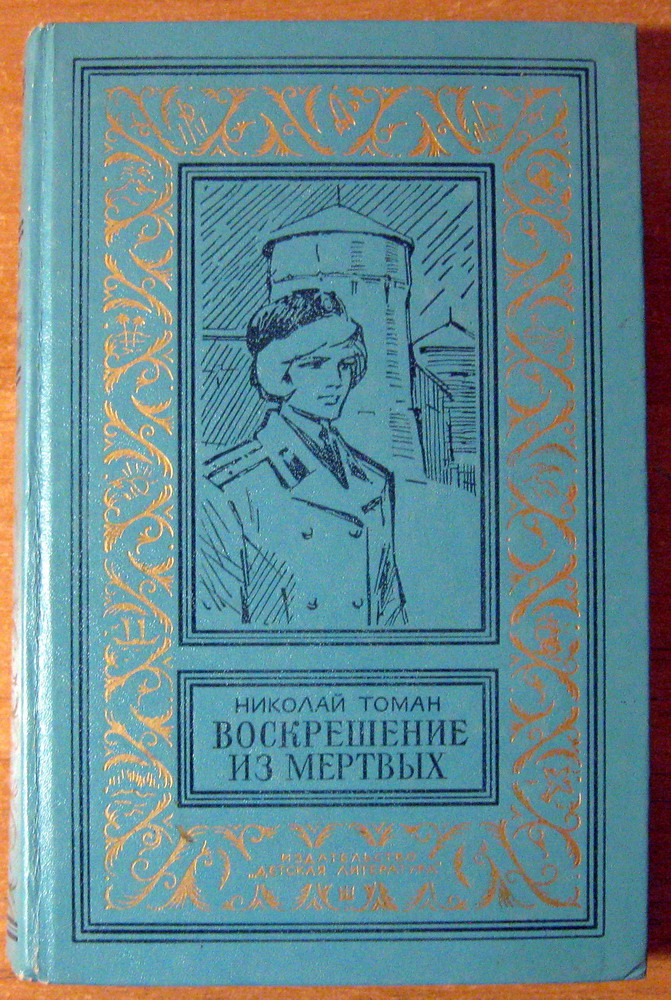 НИКОЛАЙ ТОМАН
ВОСКРЕШЕНИЕ
ИЗ МЕРТВЫХ
ИЗДАТЕЛЬСТВО
„ДЕТСКАЯ ЛИТЕРАТУРА“